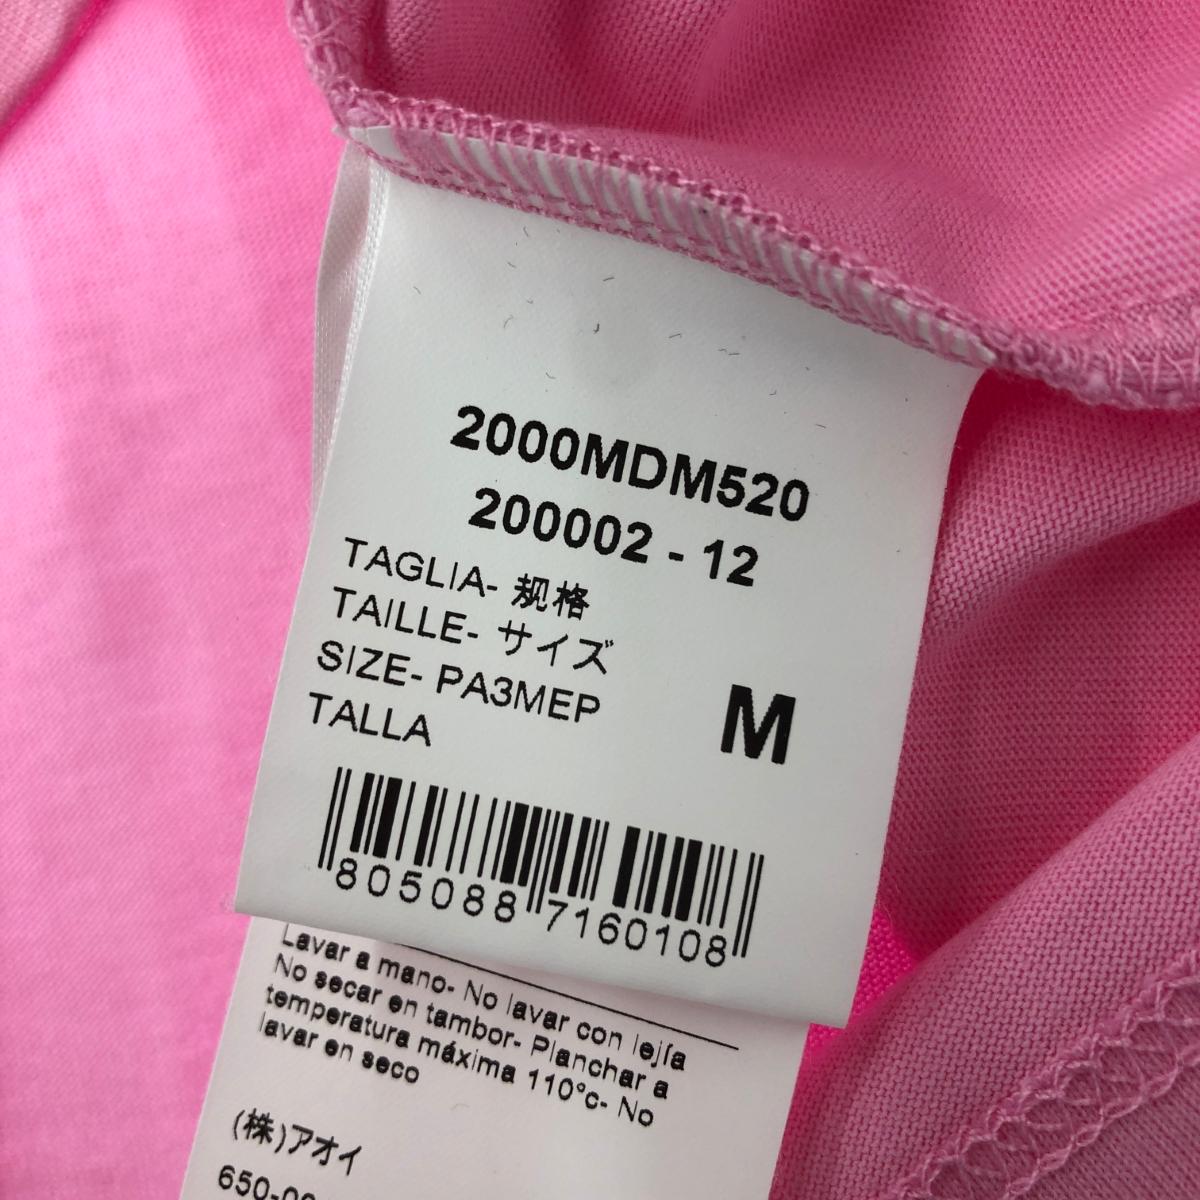 2000MDM520
200002 - 12
TAGLIA- 规格
TAILLE- サイズ
SIZE- PA3MEP
TALLA
M
805088 7160108
Lavar a mano- No lavar con lejía
No secar en tambor- Planchar a
temperatura máxima 110°c- No
lavar en seco
(株)アオイ